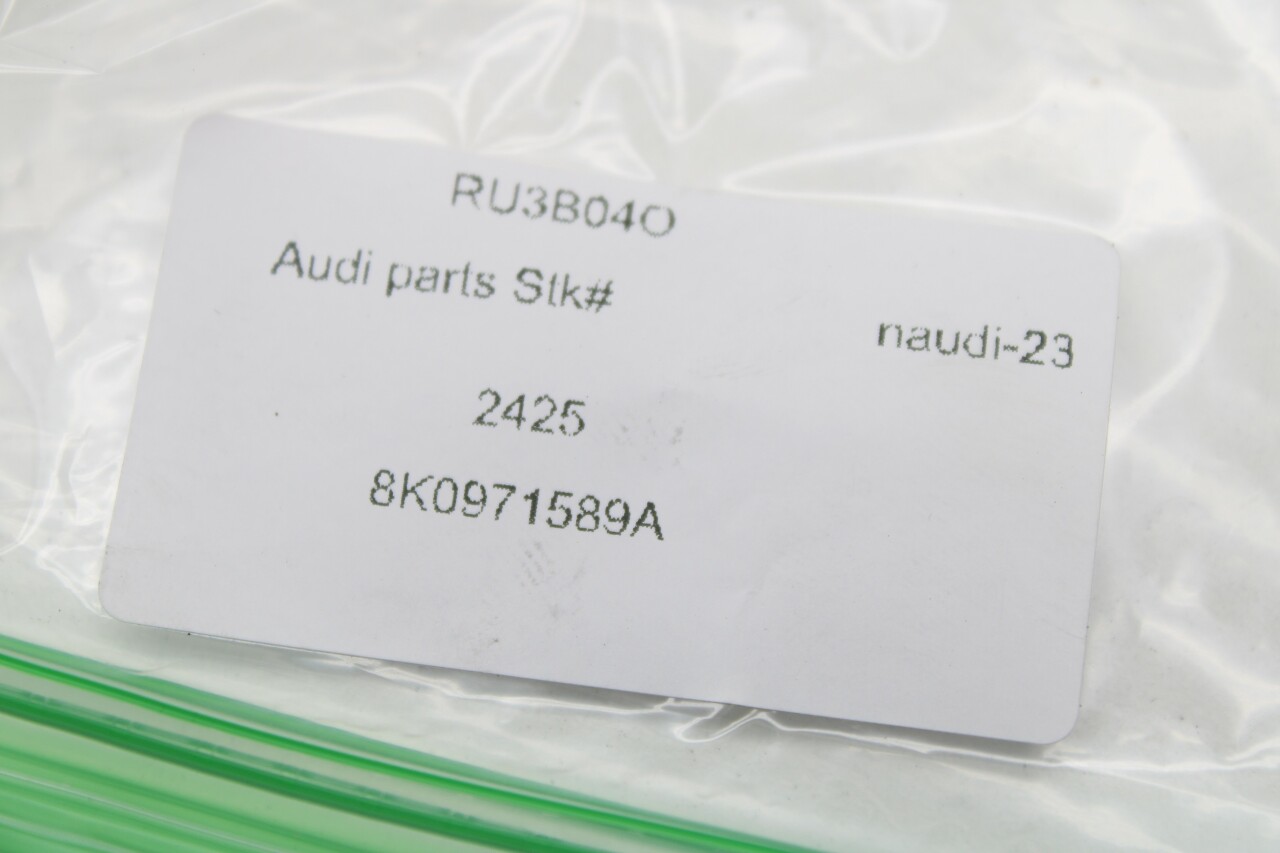 RU3B04O
Audi parts Stk#
naudi-23
2425
8K0971589A